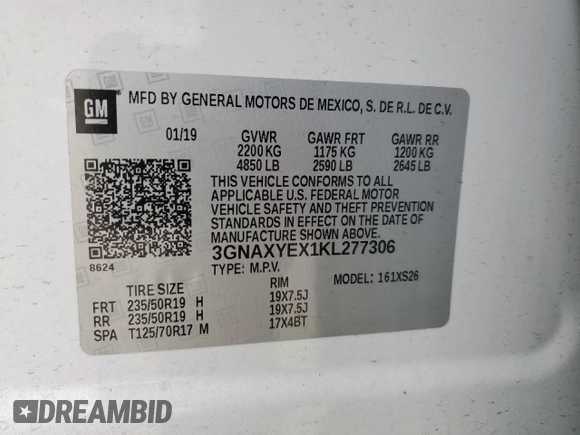 GM
MFD BY GENERAL MOTORS DE MEXICO, S. DE R.L. DE C.V.
01/19 GVWR GAWR FRT GAWR RR
2200 KG 1175 KG 1200 KG
4850 LB 2590 LB 2645 LB
THIS VEHICLE CONFORMS TO ALL
APPLICABLE U.S. FEDERAL MOTOR
VEHICLE SAFETY AND THEFT PREVENTION
STANDARDS IN EFFECT ON THE DATE OF
MANUFACTURE SHOWN ABOVE.
8624
3GNAXYEX1KL277306
TYPE: M.P.V. MODEL: 161XS26
TIRE SIZE RIM
FRT 235/50R19 H 19X7.5J
RR 235/50R19 H 19X7.5J
SPA T125/70R17 M 17X4BT
DREAMBID